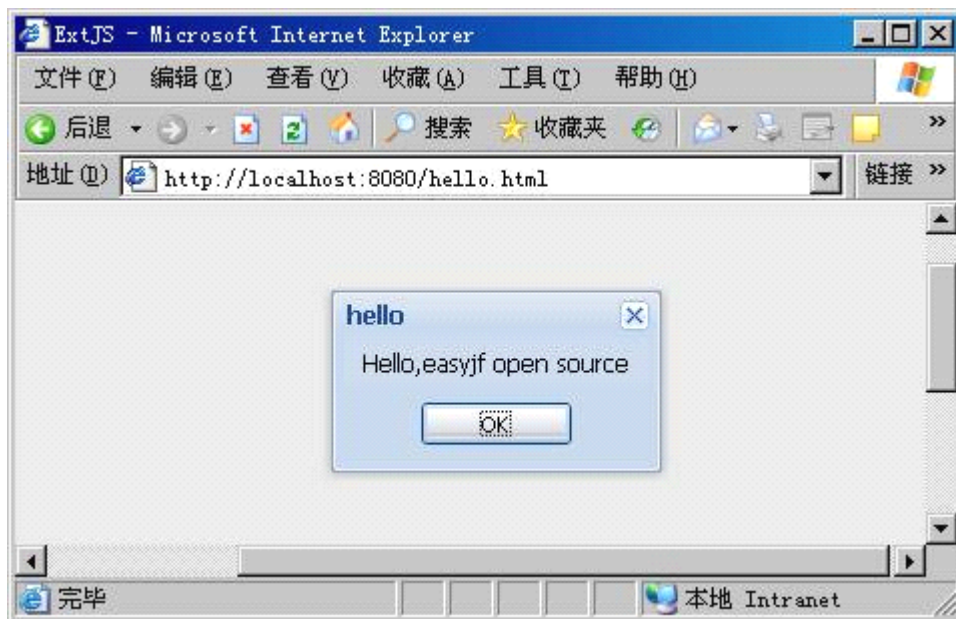 ExtJS - Microsoft Internet Explorer
文件(F) 编辑(E) 查看(V) 收藏(A) 工具(T) 帮助(H)
后退 搜索 收藏夹 »
地址(D) http://localhost:8080/hello.html 链接 »
hello
Hello,easyjf open source
OK
完毕 本地 Intranet